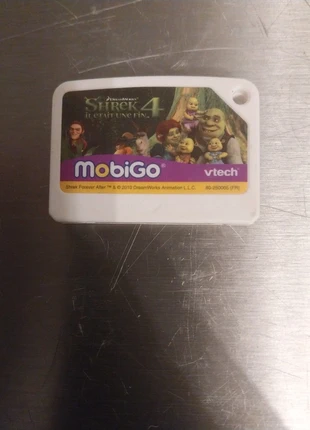 DREAMWORKS
SHREK 4
IL ÉTAIT UNE FIN
MobiGo
vtech
Shrek Forever After ™ & © 2010 DreamWorks Animation L.L.C.